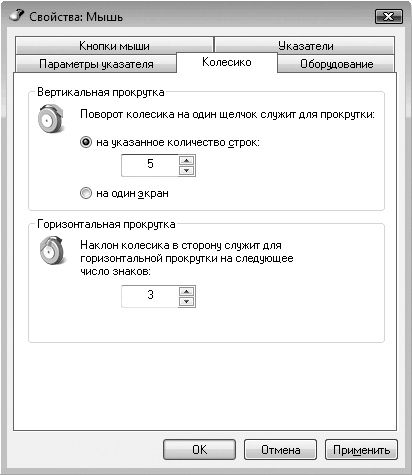 Свойства: Мышь
Кнопки мыши
Указатели
Параметры указателя
Колесико
Оборудование
Вертикальная прокрутка
Поворот колесика на один щелчок служит для прокрутки:
на указанное количество строк:
5
на один экран
Горизонтальная прокрутка
Наклон колесика в сторону служит для
горизонтальной прокрутки на следующее
число знаков:
3
OK
Отмена
Применить